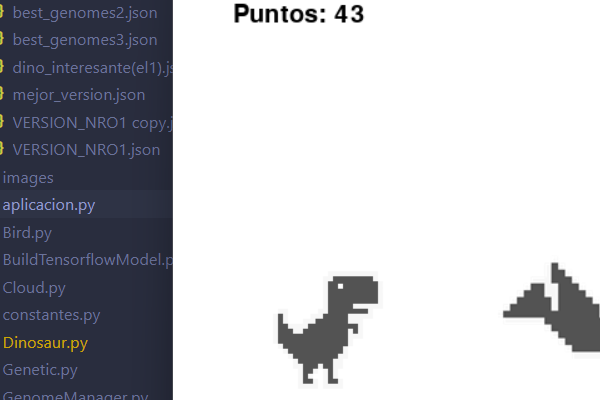 best_genomes2.json
best_genomes3.json
dino_interesante(el1).js
mejor_version.json
VERSION_NRO1 copy.j
VERSION_NRO1.json
images
aplicacion.py
Bird.py
BuildTensorflowModel.p
Cloud.py
constantes.py
Dinosaur.py
Genetic.py
GenomeManager.py
Puntos: 43